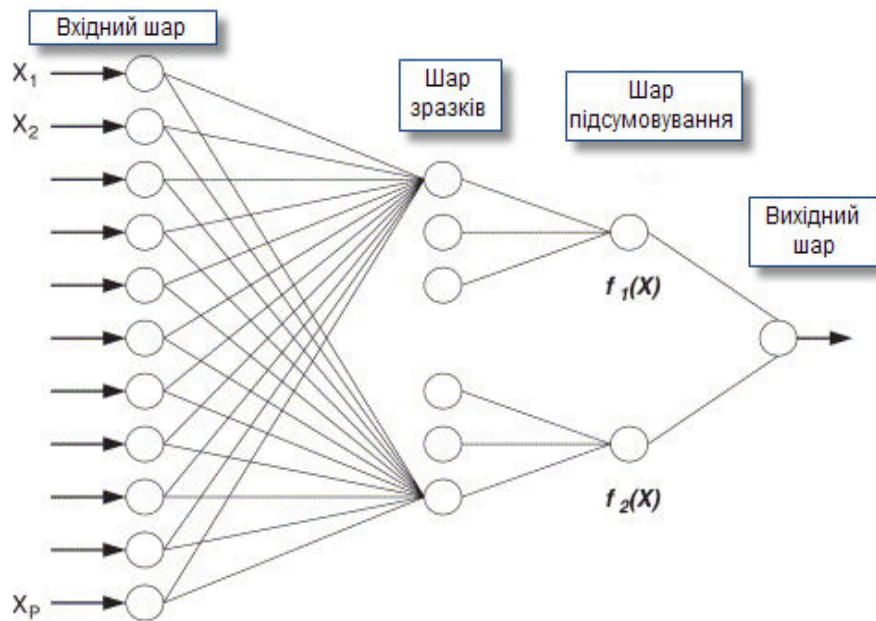 Вхідний шар
X1
X2
XP
Шар
зразків
Шар
підсумовування
f1(X)
f2(X)
Вихідний
шар